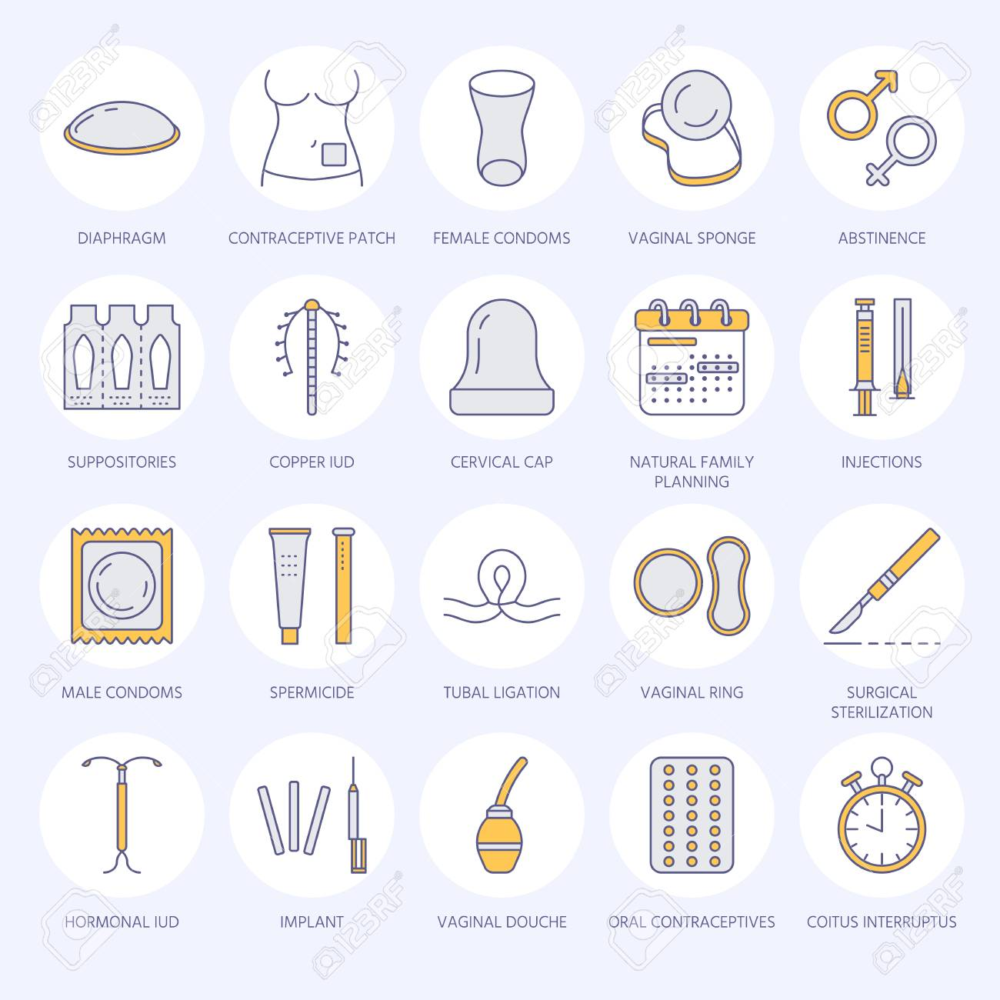 DIAPHRAGM
CONTRACEPTIVE PATCH
FEMALE CONDOMS
VAGINAL SPONGE
ABSTINENCE
SUPPOSITORIES
COPPER IUD
CERVICAL CAP
NATURAL FAMILY
PLANNING
INJECTIONS
MALE CONDOMS
SPERMICIDE
TUBAL LIGATION
VAGINAL RING
SURGICAL
STERILIZATION
HORMONAL IUD
IMPLANT
VAGINAL DOUCHE
ORAL CONTRACEPTIVES
COITUS INTERRUPTUS
123RF